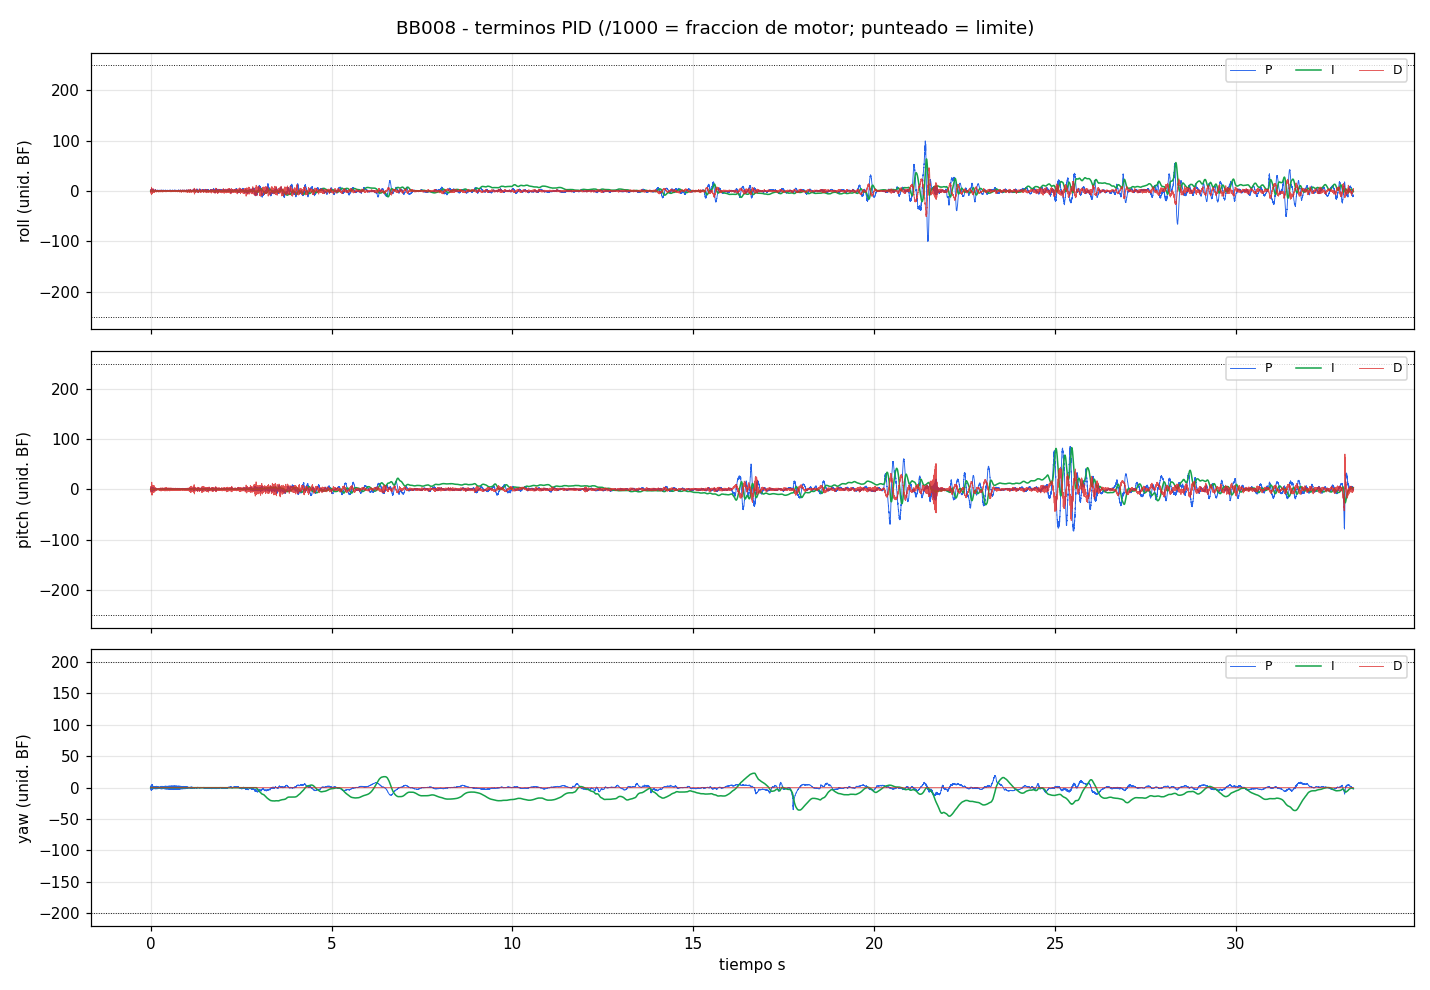 BB008 - terminos PID (/1000 = fraccion de motor; punteado = limite)
P I D
200
100
0
−100
−200
roll (unid. BF)
P I D
200
100
0
−100
−200
pitch (unid. BF)
P I D
200
150
100
50
0
−50
−100
−150
−200
yaw (unid. BF)
0 5 10 15 20 25 30
tiempo s